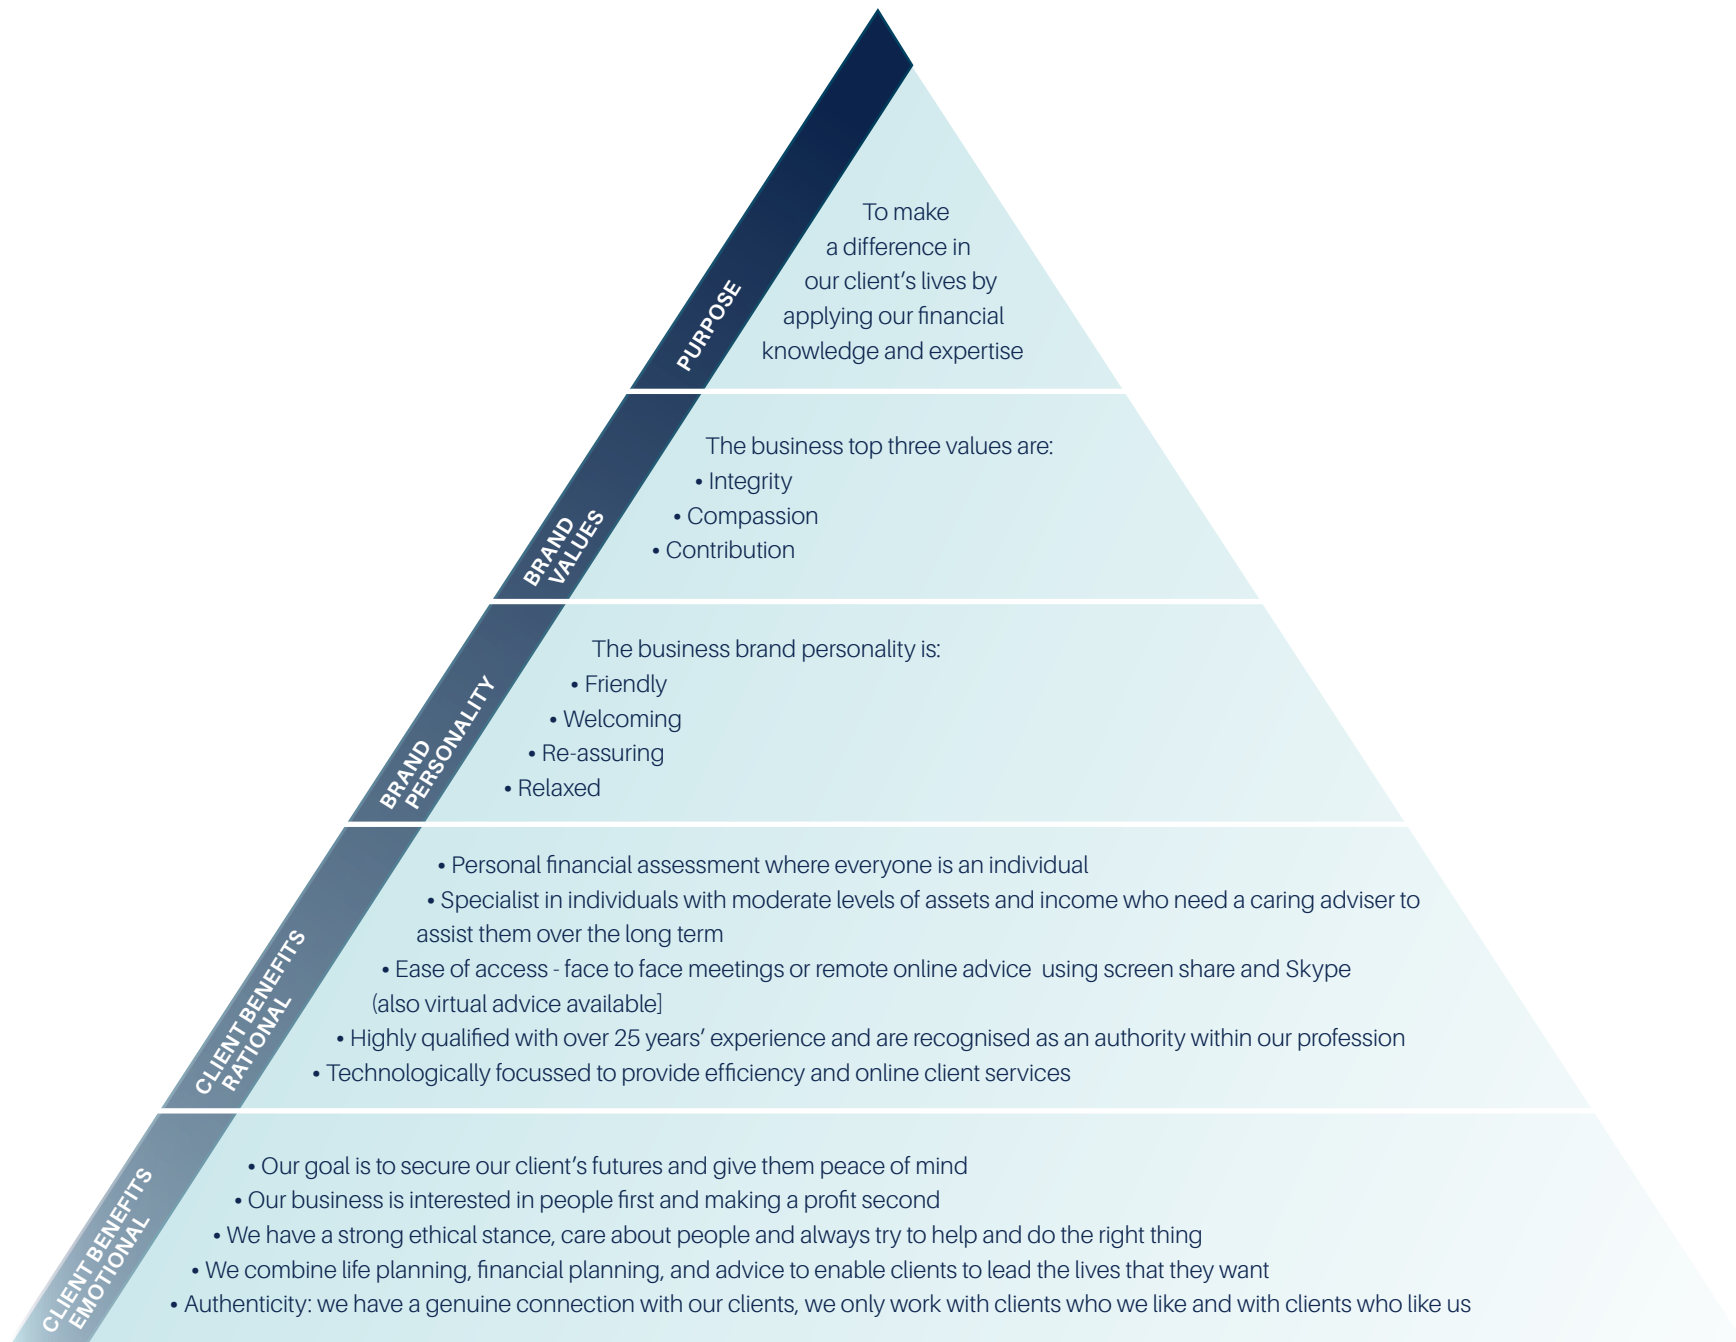 PURPOSE
To make
a difference in
our client’s lives by
applying our financial
knowledge and expertise
BRAND
VALUES
The business top three values are:
• Integrity
• Compassion
• Contribution
BRAND
PERSONALITY
The business brand personality is:
• Friendly
• Welcoming
• Re-assuring
• Relaxed
CLIENT BENEFITS
RATIONAL
• Personal financial assessment where everyone is an individual
• Specialist in individuals with moderate levels of assets and income who need a caring adviser to
assist them over the long term
• Ease of access - face to face meetings or remote online advice  using screen share and Skype
(also virtual advice available]
• Highly qualified with over 25 years’ experience and are recognised as an authority within our profession
• Technologically focussed to provide efficiency and online client services
CLIENT BENEFITS
EMOTIONAL
• Our goal is to secure our client’s futures and give them peace of mind
• Our business is interested in people first and making a profit second
• We have a strong ethical stance, care about people and always try to help and do the right thing
• We combine life planning, financial planning, and advice to enable clients to lead the lives that they want
• Authenticity: we have a genuine connection with our clients, we only work with clients who we like and with clients who like us